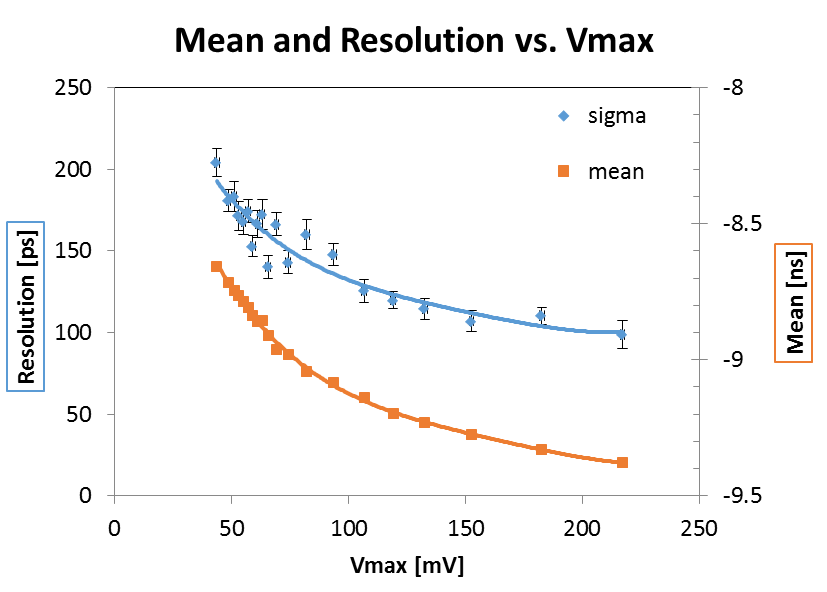 Mean and Resolution vs. Vmax
250
200
150
100
50
0
Resolution [ps]
sigma
mean
-8
-8.5
-9
-9.5
Mean [ns]
0
50
100
150
200
250
Vmax [mV]